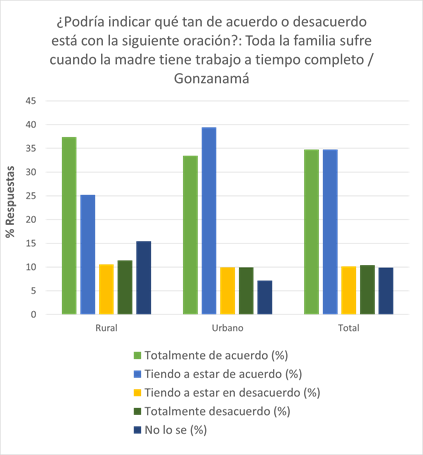 ¿Podría indicar qué tan de acuerdo o desacuerdo
está con la siguiente oración?: Toda la familia sufre
cuando la madre tiene trabajo a tiempo completo /
Gonzanamá
% Respuestas
45
40
35
30
25
20
15
10
5
0
Rural
Urbano
Total
Totalmente de acuerdo (%)
Tiendo a estar de acuerdo (%)
Tiendo a estar en desacuerdo (%)
Totalmente desacuerdo (%)
No lo se (%)